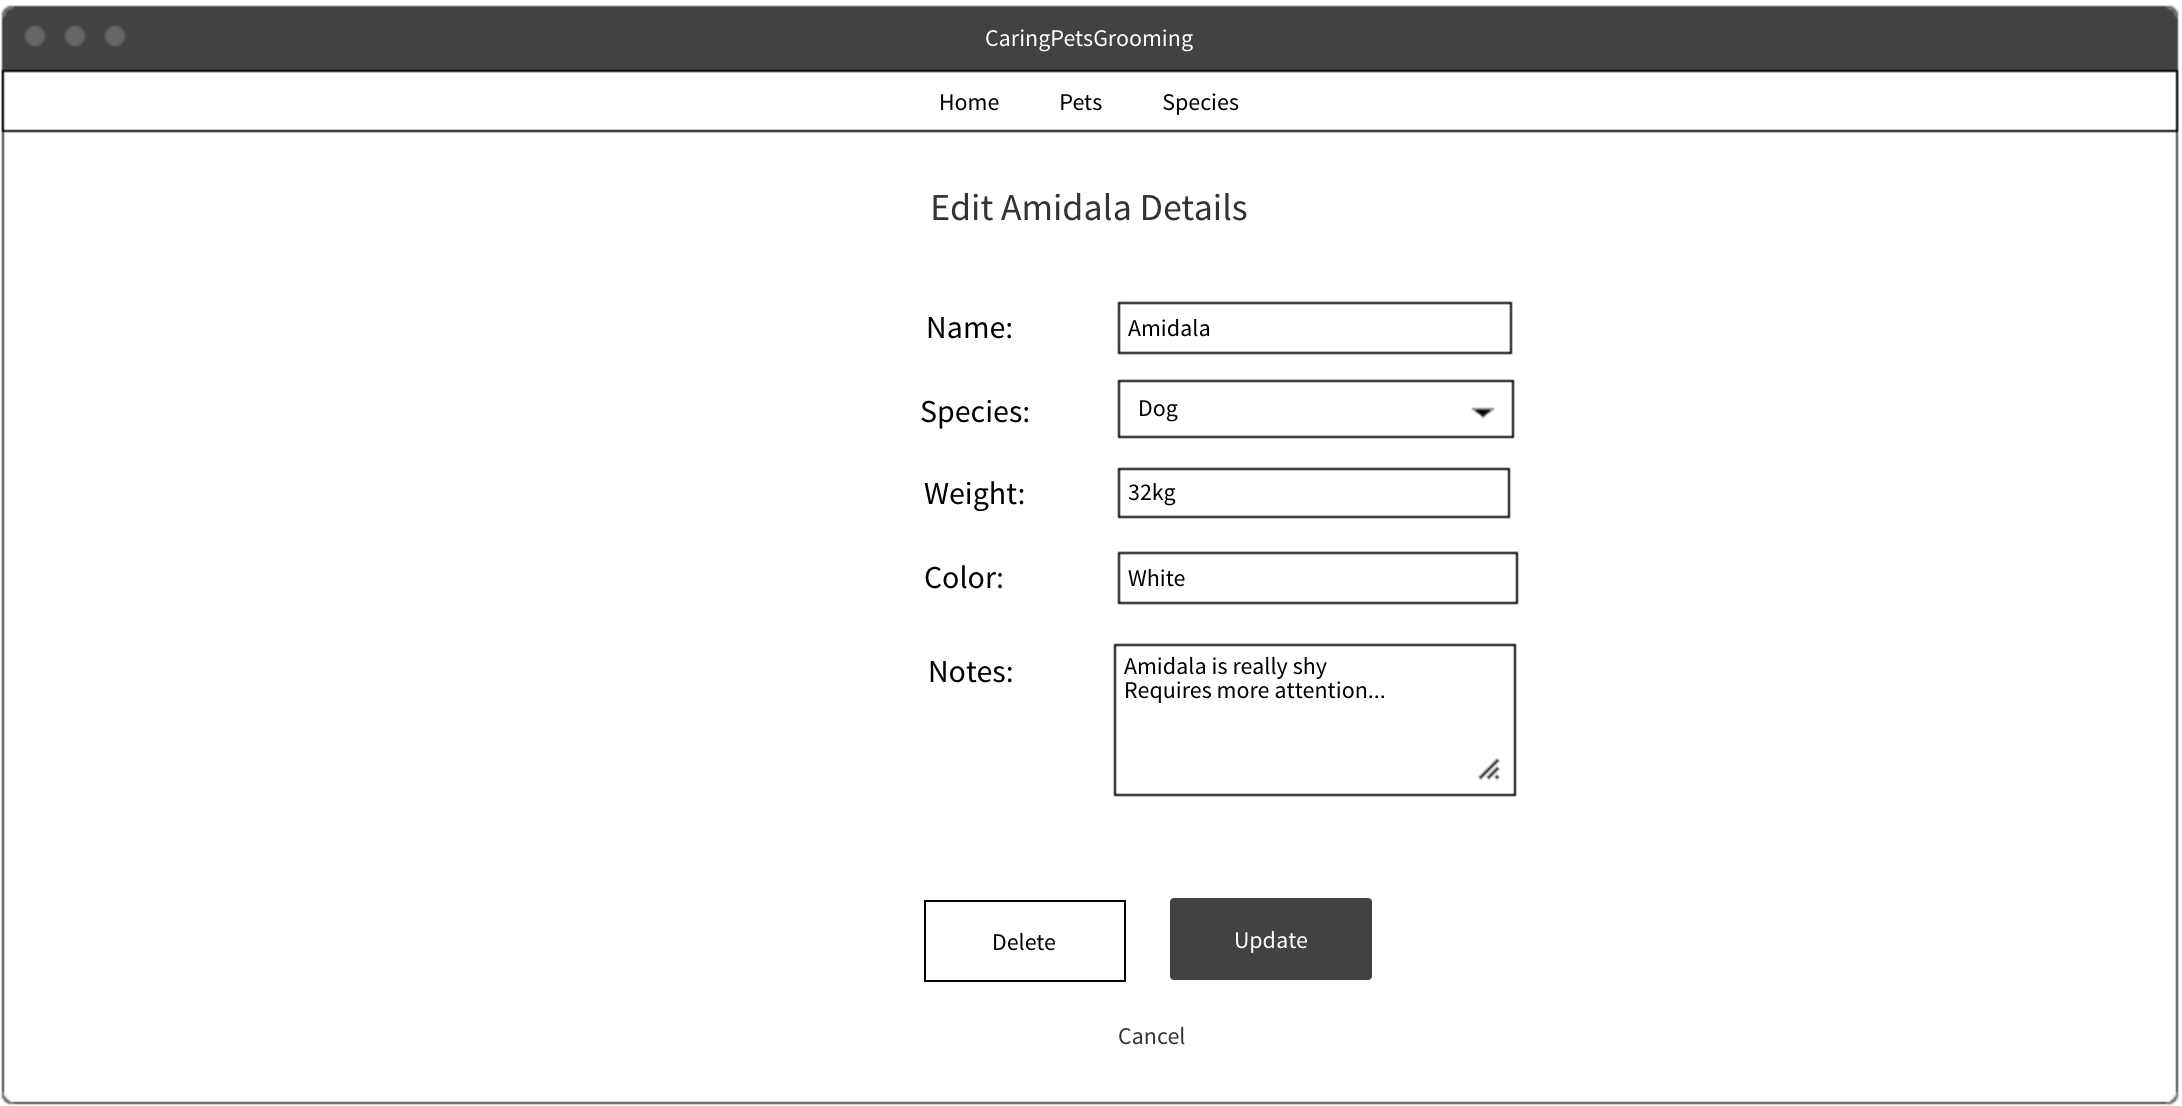 CaringPetsGrooming
Home Pets Species
Edit Amidala Details
Name: Amidala
Species: Dog
Weight: 32kg
Color: White
Notes: Amidala is really shy
Requires more attention...
Delete Update
Cancel